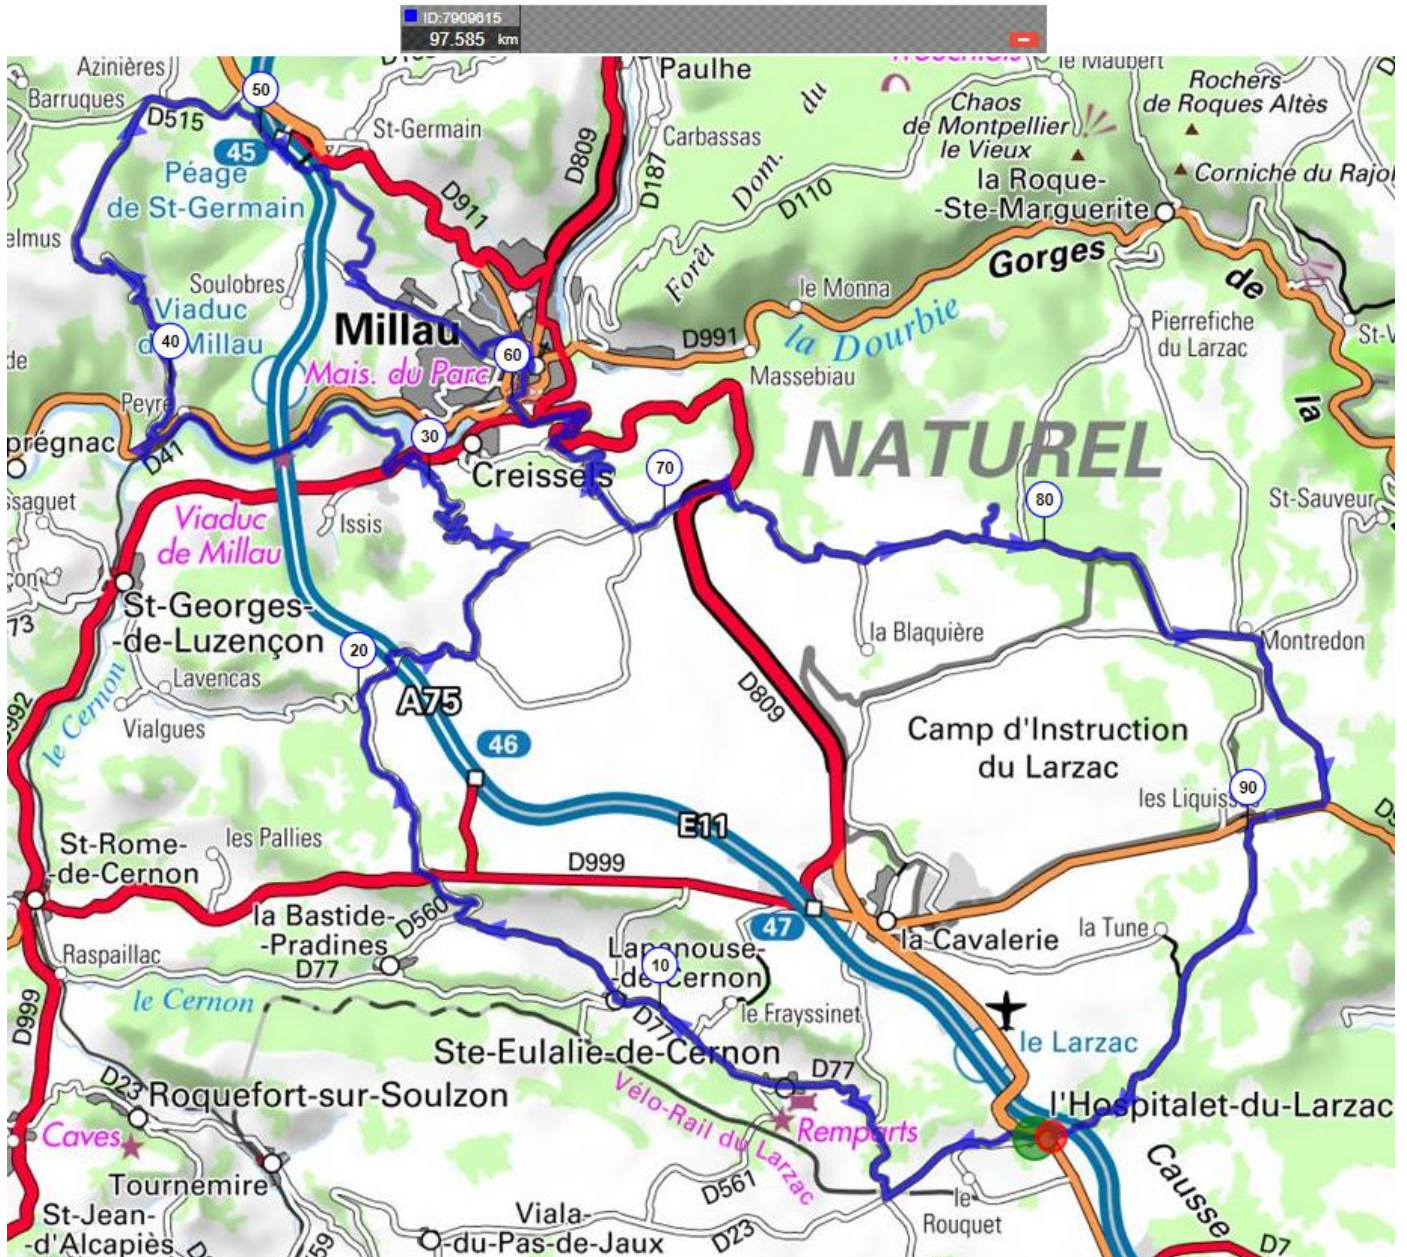 ID:7909615
97.585 km
Azinières
Barruques
D515
50
St-Germain
45
Péage
de St-Germain
D911
D809
D187
Paulhe
Carbassas
Dom.
du
Forêt
D110
le Maubert
Chaos
de Montpellier
le Vieux
Rochers
de Roques Altès
la Roque-
-Ste-Marguerite
Corniche du Rajol
Gorges
de
la
elmus
Soulobres
Viaduc
de Millau
40
Millau
60
Mais. du Parc
D991
le Monna
la Dourbie
Massebiau
Pierrefiche
du Larzac
St-V
de
Peyre
prégnac
D41
30
Creissels
70
NATUREL
80
St-Sauveur
ssaguet
Viaduc
de Millau
Issis
çon
73
St-Georges-
-de-Luzençon
20
la Blaquière
Montredon
Lavencas
Vialgues
le Cernon
A75
46
D809
Camp d'Instruction
du Larzac
90
E11
St-Rome-
-de-Cernon
les Pallies
D999
la Bastide-
-Pradines
D560
47
la Cavalerie
la Tune
Raspaillac
D77
10
le Frayssinet
le Cernon
D77
D999
Ste-Eulalie-de-Cernon
D77
le Larzac
D23
Roquefort-sur-Soulzon
Vélo-Rail du Larzac
Remparts
l'Hospitalet-du-Larzac
Caves
Tournemire
D561
le
Rouquet
Causse
St-Jean-
-d'Alcapiès
Viala-
-du-Pas-de-Jaux
D23
D7